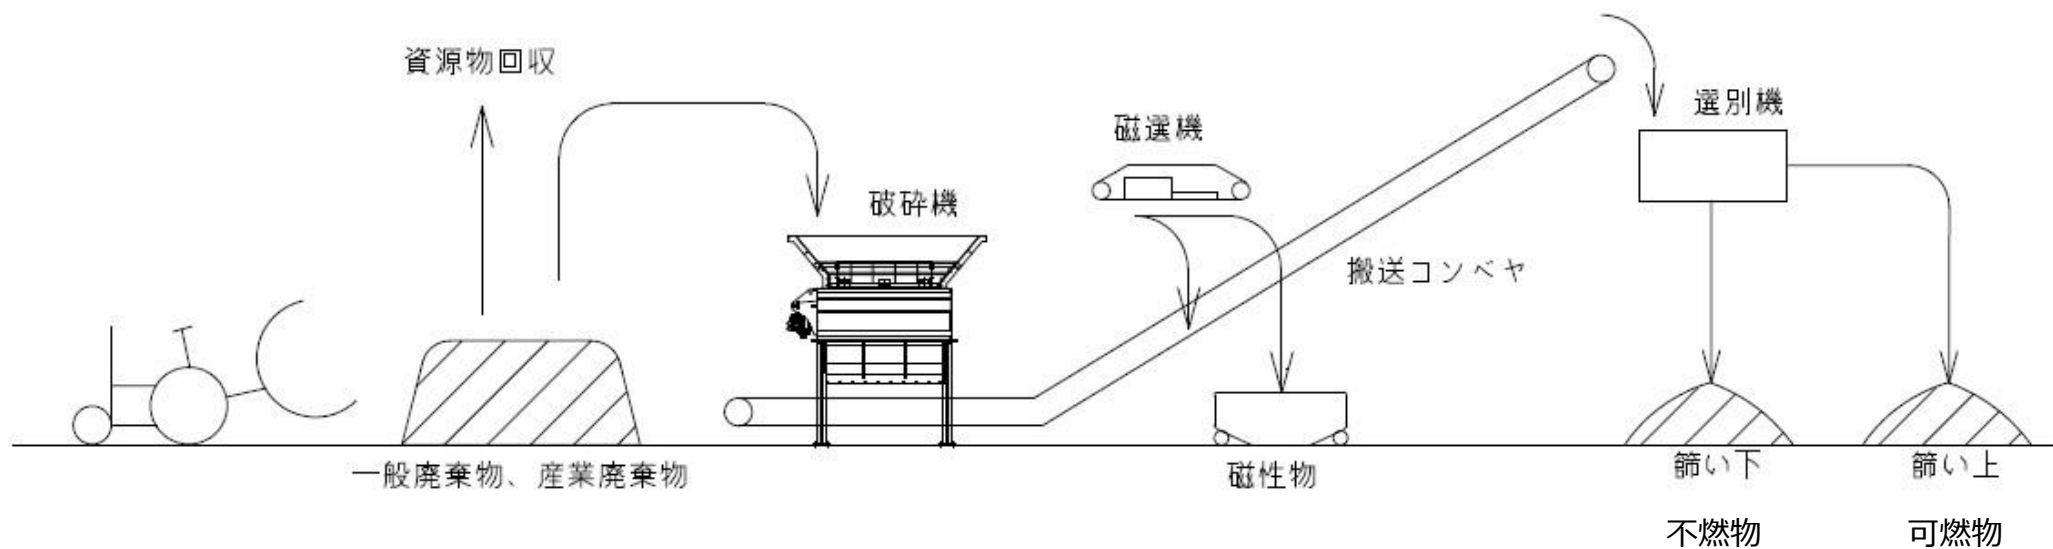 資源物回収
破砕機
磁選機
搬送コンベヤ
選別機
一般廃棄物、産業廃棄物
磁性物
篩い下
篩い上
不燃物
可燃物